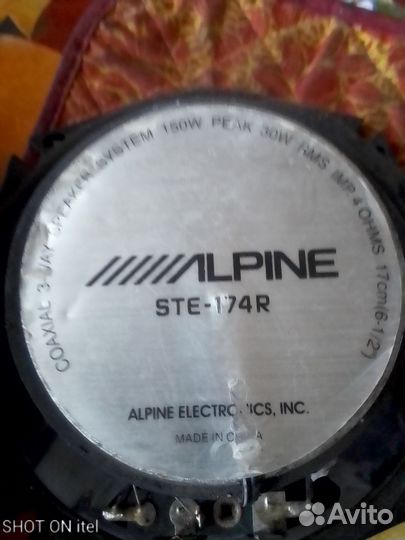 COAXIAL 3-WAY SPEAKER SYSTEM 150W PEAK 30W RMS IMP 4 OHMS 17cm(6-1/2")
ALPINE
STE-174R
ALPINE ELECTRONICS, INC.
MADE IN CHINA
SHOT ON itel
Avito